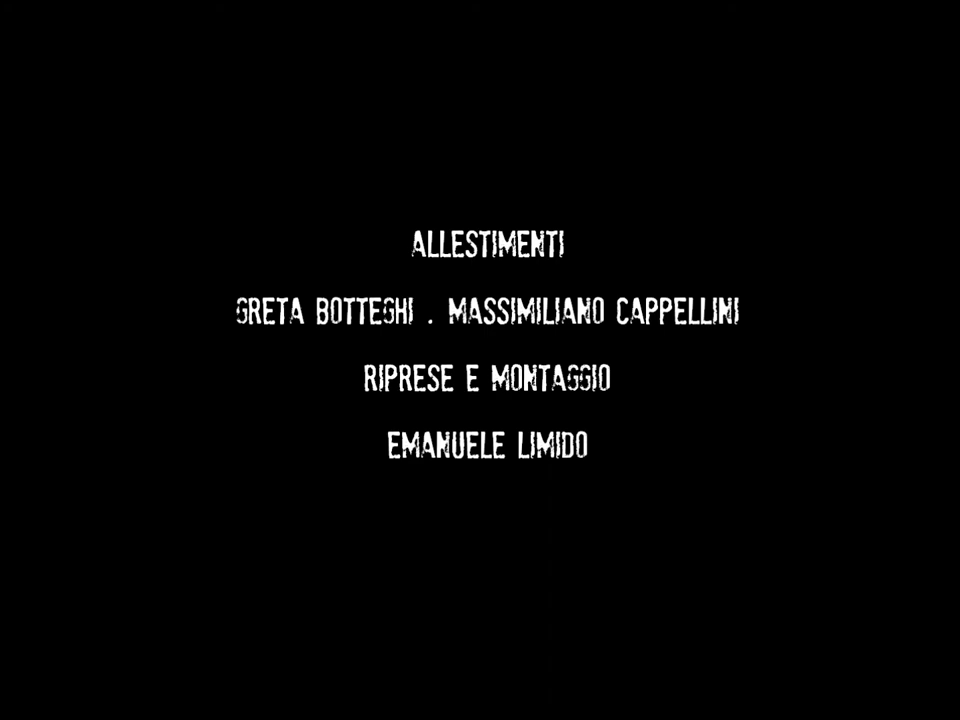 ALLESTIMENTI
GRETA BOTTEGHI . MASSIMILIANO CAPPELLINI
RIPRESE E MONTAGGIO
EMANUELE LIMIDO